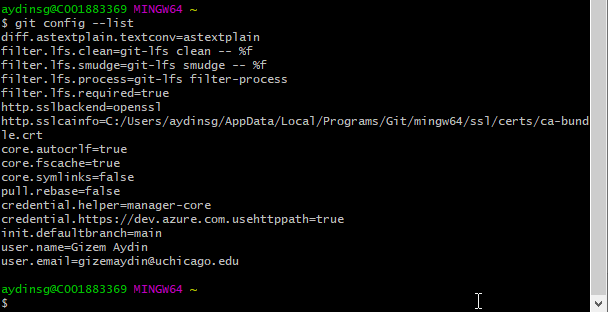 aydinsg@COO1883369 MINGW64 ~
$ git config --list
diff.astextplain.textconv=astextplain
filter.lfs.clean=git-lfs clean -- %f
filter.lfs.smudge=git-lfs smudge -- %f
filter.lfs.process=git-lfs filter-process
filter.lfs.required=true
http.sslbackend=openssl
http.sslcainfo=C:/Users/aydinsg/AppData/Local/Programs/Git/mingw64/ssl/certs/ca-bund
le.crt
core.autocrlf=true
core.fscache=true
core.symlinks=false
pull.rebase=false
credential.helper=manager-core
credential.https://dev.azure.com.usehttppath=true
init.defaultbranch=main
user.name=Gizem Aydin
user.email=gizemaydin@uchicago.edu
aydinsg@COO1883369 MINGW64 ~
$